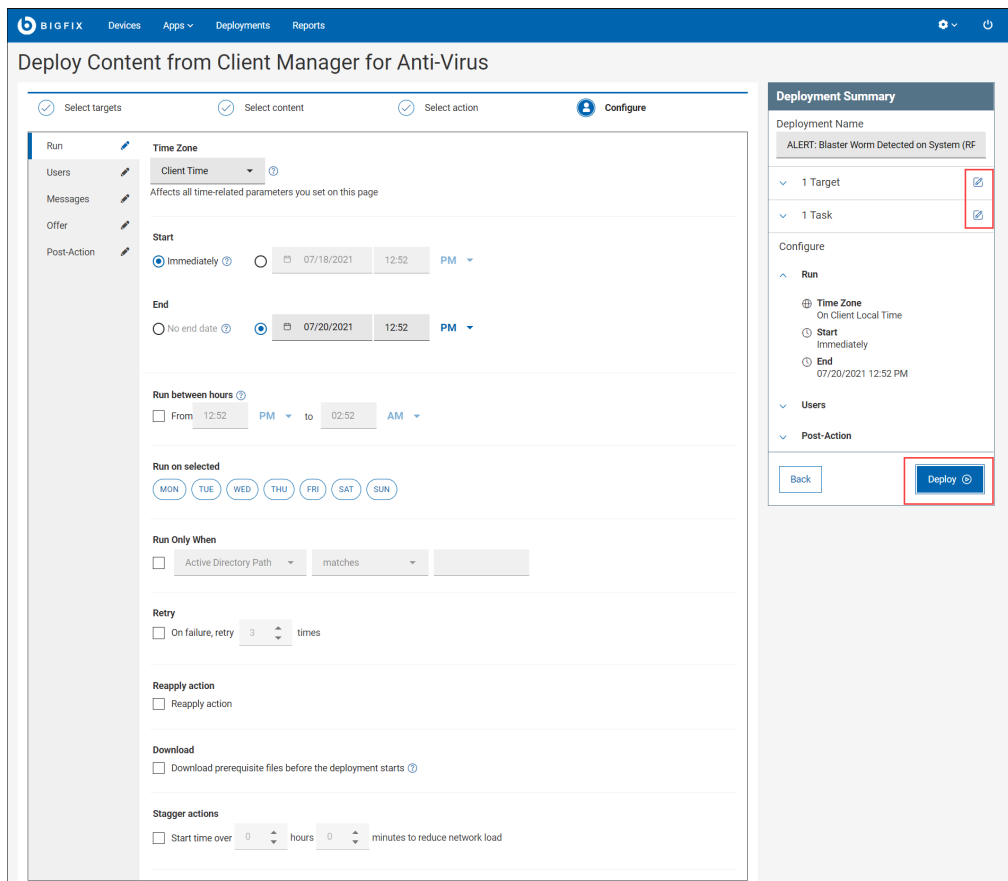 BIGFIX Devices Apps Deployments Reports
Deploy Content from Client Manager for Anti-Virus
Select targets Select content Select action Configure
Run
Users
Messages
Offer
Post-Action
Time Zone
Client Time ?
Affects all time-related parameters you set on this page
Start
Immediately ? 07/18/2021 12:52 PM
End
No end date ? 07/20/2021 12:52 PM
Run between hours ?
From 12:52 PM to 02:52 AM
Run on selected
MON TUE WED THU FRI SAT SUN
Run Only When
Active Directory Path matches
Retry
On failure, retry 3 times
Reapply action
Reapply action
Download
Download prerequisite files before the deployment starts ?
Stagger actions
Start time over 0 hours 0 minutes to reduce network load
Deployment Summary
Deployment Name
ALERT: Blaster Worm Detected on System (RF
1 Target
1 Task
Configure
Run
Time Zone
On Client Local Time
Start
Immediately
End
07/20/2021 12:52 PM
Users
Post-Action
Back Deploy